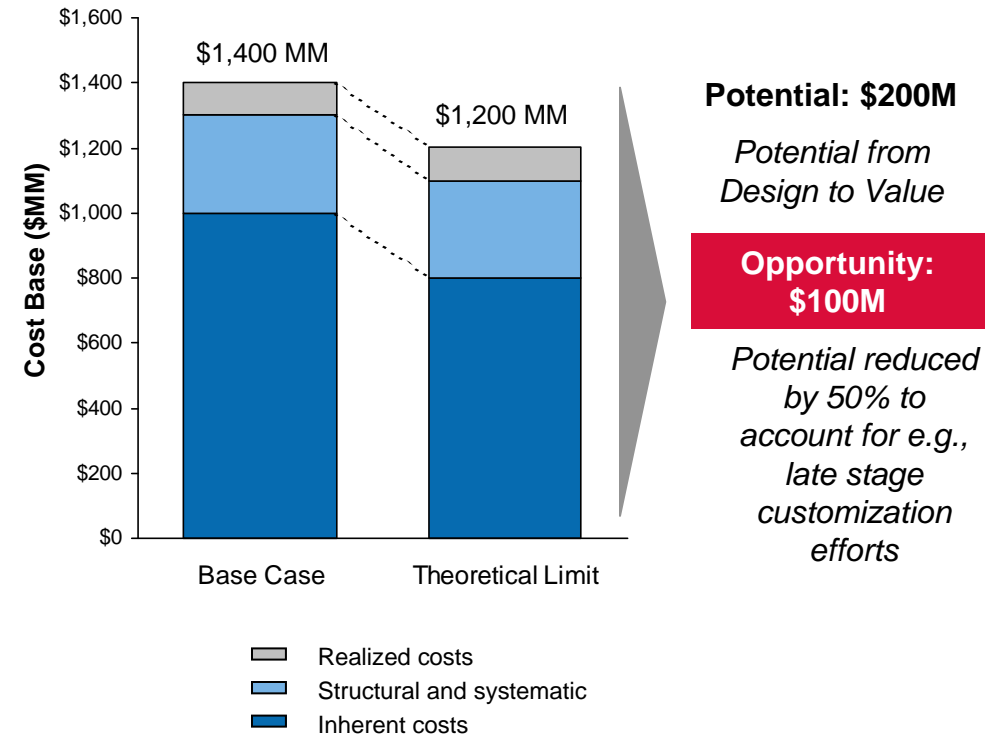 Cost Base ($MM)
$1,600
$1,400
$1,200
$1,000
$800
$600
$400
$200
$0
$1,400 MM
$1,200 MM
Base Case
Theoretical Limit
Realized costs
Structural and systematic
Inherent costs
Potential: $200M
Potential from
Design to Value
Opportunity:
$100M
Potential reduced
by 50% to
account for e.g.,
late stage
customization
efforts